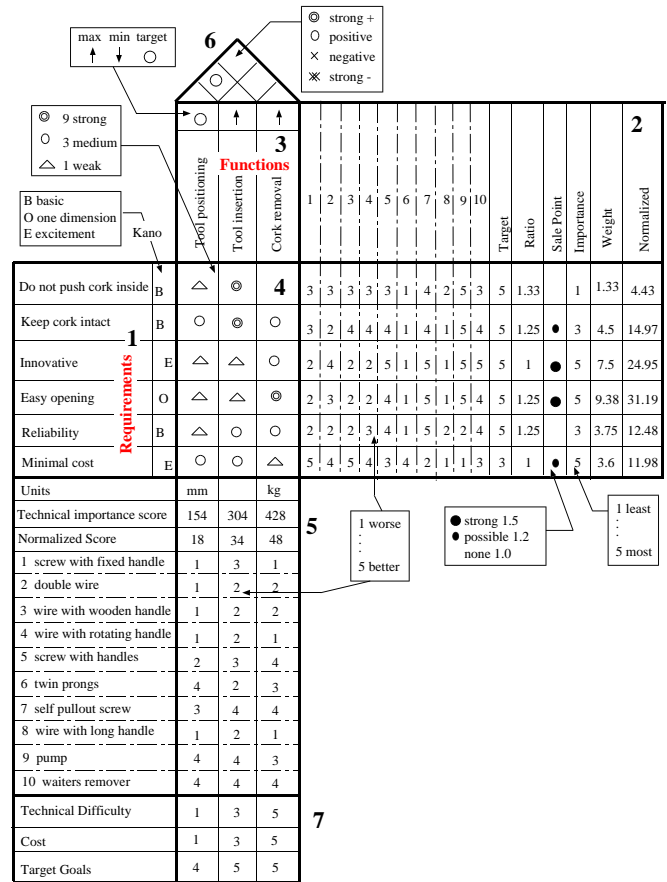 max min target
6
◎ strong +
○ positive
× negative
strong -
◎ 9 strong
○ 3 medium
△ 1 weak
3
Functions
2
B basic
O one dimension
E excitement
Kano
Tool positioning
Tool insertion
Cork removal
1 2 3 4 5 6 7 8 9 10
Target
Ratio
Sale Point
Importance
Weight
Normalized
1
Requirements
4
Do not push cork inside B △ ◎ 3 3 3 3 3 1 4 2 5 3 5 1.33 1 1.33 4.43
Keep cork intact B ○ ◎ ○ 3 2 4 4 4 1 4 1 5 4 5 1.25 ● 3 4.5 14.97
Innovative E △ △ ○ 2 4 2 2 5 1 5 1 5 5 5 1 ● 5 7.5 24.95
Easy opening O △ △ ◎ 2 3 2 2 4 1 5 1 5 4 5 1.25 ● 5 9.38 31.19
Reliability B △ ○ ○ 2 2 2 3 4 1 5 2 2 4 5 1.25 3 3.75 12.48
Minimal cost E ○ ○ △ 5 4 5 4 3 4 2 1 1 3 3 1 ● 5 3.6 11.98
Units mm kg
Technical importance score 154 304 428
5
Normalized Score 18 34 48
1 worse
:
:
5 better
● strong 1.5
● possible 1.2
none 1.0
1 least
:
:
5 most
1 screw with fixed handle 1 3 1
2 double wire 1 2 2
3 wire with wooden handle 1 2 2
4 wire with rotating handle 1 2 1
5 screw with handles 2 3 4
6 twin prongs 4 2 3
7 self pullout screw 3 4 4
8 wire with long handle 1 2 1
9 pump 4 4 3
10 waiters remover 4 4 4
7
Technical Difficulty 1 3 5
Cost 1 3 5
Target Goals 4 5 5